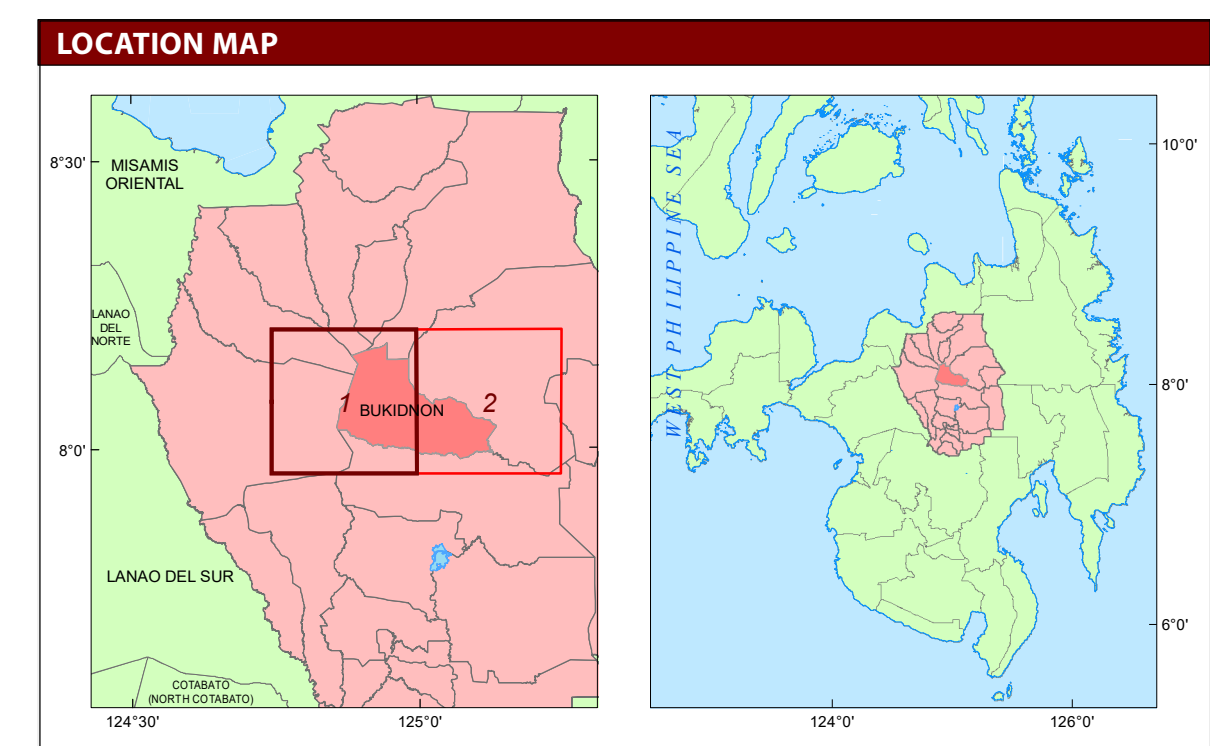 LOCATION MAP
8°30'
MISAMIS
ORIENTAL
LANAO
DEL
NORTE
1
BUKIDNON
2
8°0'
LANAO DEL SUR
COTABATO
(NORTH COTABATO)
124°30'
125°0'
WEST PHILIPPINE SEA
10°0'
8°0'
6°0'
124°0'
126°0'